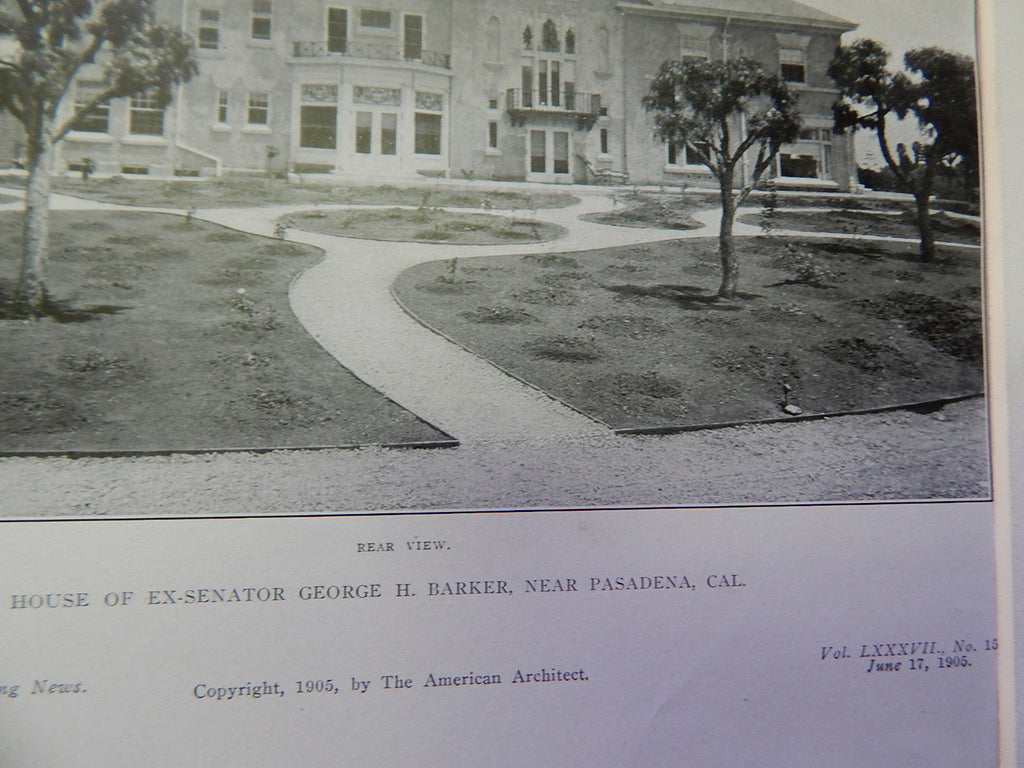 REAR VIEW.
HOUSE OF EX-SENATOR GEORGE H. BARKER, NEAR PASADENA, CAL.
Vol. LXXXVII., No. 15
June 17, 1905.
ng News.
Copyright, 1905, by The American Architect.